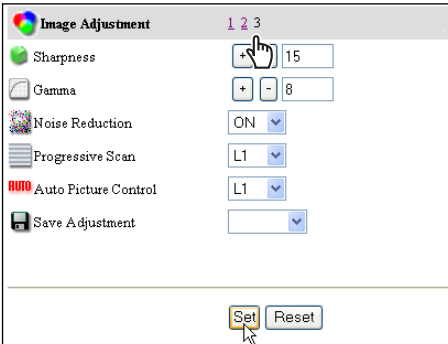 Image Adjustment 1 2 3
Sharpness + 15
Gamma + - 8
Noise Reduction ON
Progressive Scan L1
AUTO Auto Picture Control L1
Save Adjustment
Set Reset